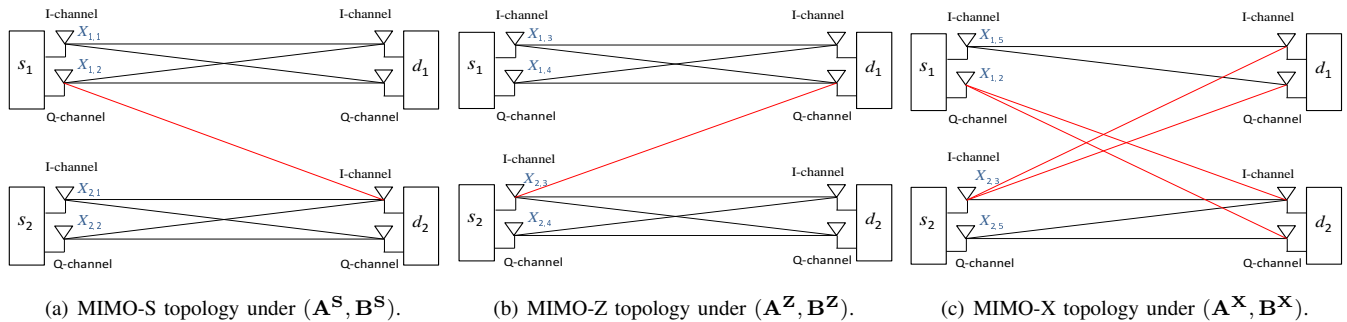 I-channel
I-channel
X1,1
s1
X1,2
d1
Q-channel
Q-channel
I-channel
I-channel
X2,1
s2
X2,2
d2
Q-channel
Q-channel
(a) MIMO-S topology under (A^S, B^S).
I-channel
I-channel
X1,3
s1
X1,4
d1
Q-channel
Q-channel
I-channel
I-channel
X2,3
s2
X2,4
d2
Q-channel
Q-channel
(b) MIMO-Z topology under (A^Z, B^Z).
I-channel
I-channel
X1,5
s1
X1,2
d1
Q-channel
Q-channel
I-channel
I-channel
X2,3
s2
X2,5
d2
Q-channel
Q-channel
(c) MIMO-X topology under (A^X, B^X).